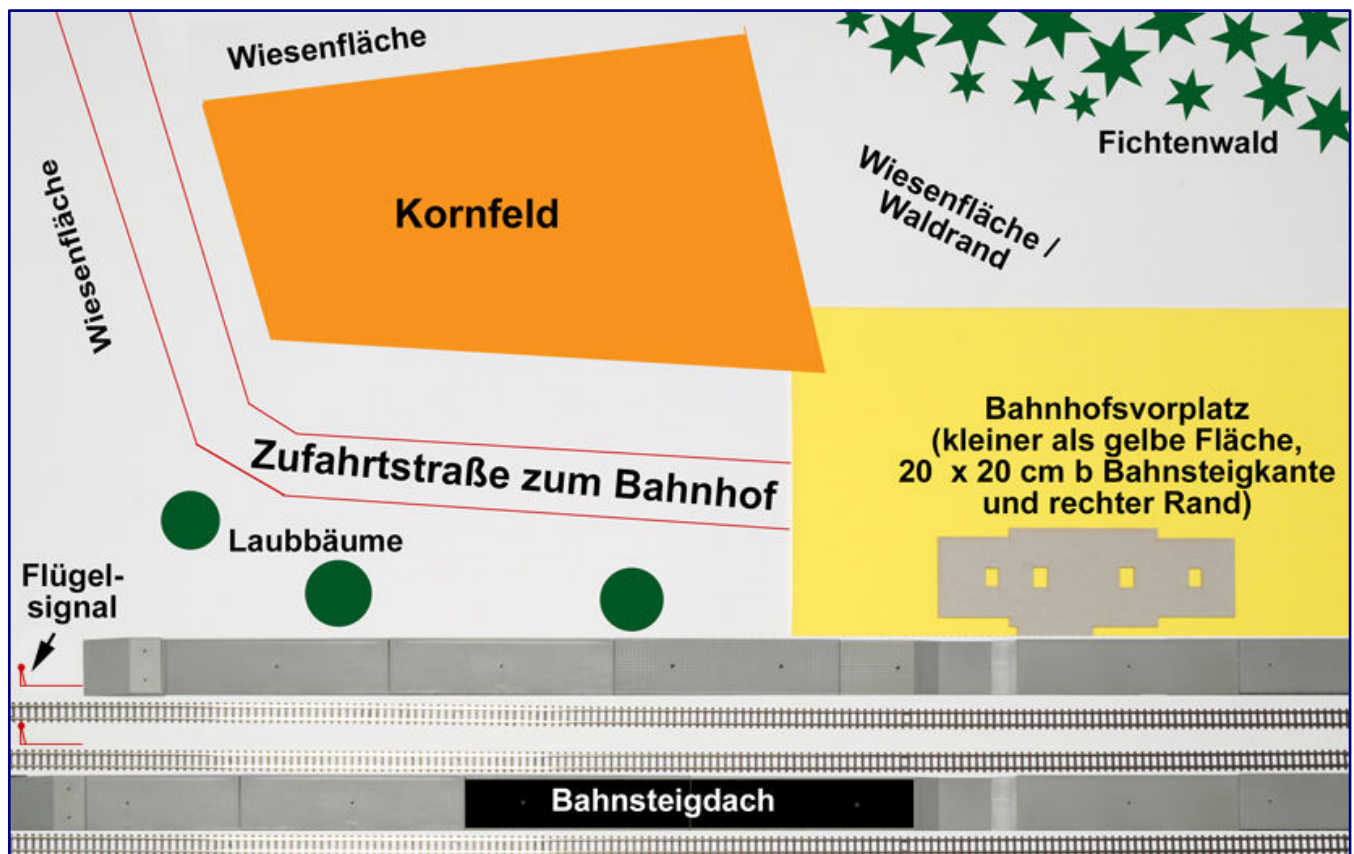 Wiesenfläche
Wiesenfläche
Kornfeld
Fichtenwald
Wiesenfläche /
Waldrand
Bahnhofsvorplatz
(kleiner als gelbe Fläche,
20 x 20 cm b Bahnsteigkante
und rechter Rand)
Zufahrtstraße zum Bahnhof
Laubbäume
Flügel-
signal
Bahnsteigdach